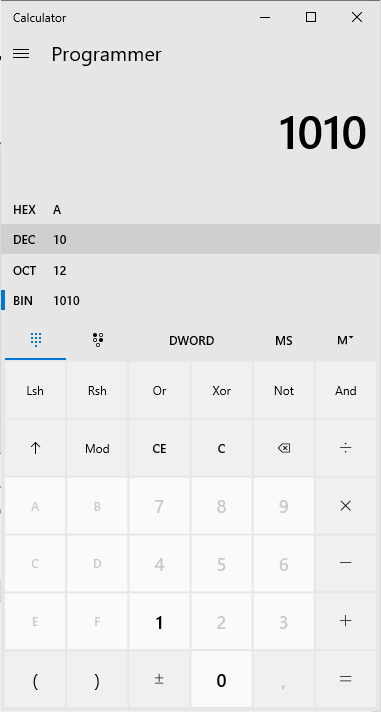 Calculator
Programmer
1010
HEX A
DEC 10
OCT 12
BIN 1010
DWORD MS M
Lsh Rsh Or Xor Not And
↑ Mod CE C ÷
A B 7 8 9 ×
C D 4 5 6 −
E F 1 2 3 +
( ) ± 0 , =